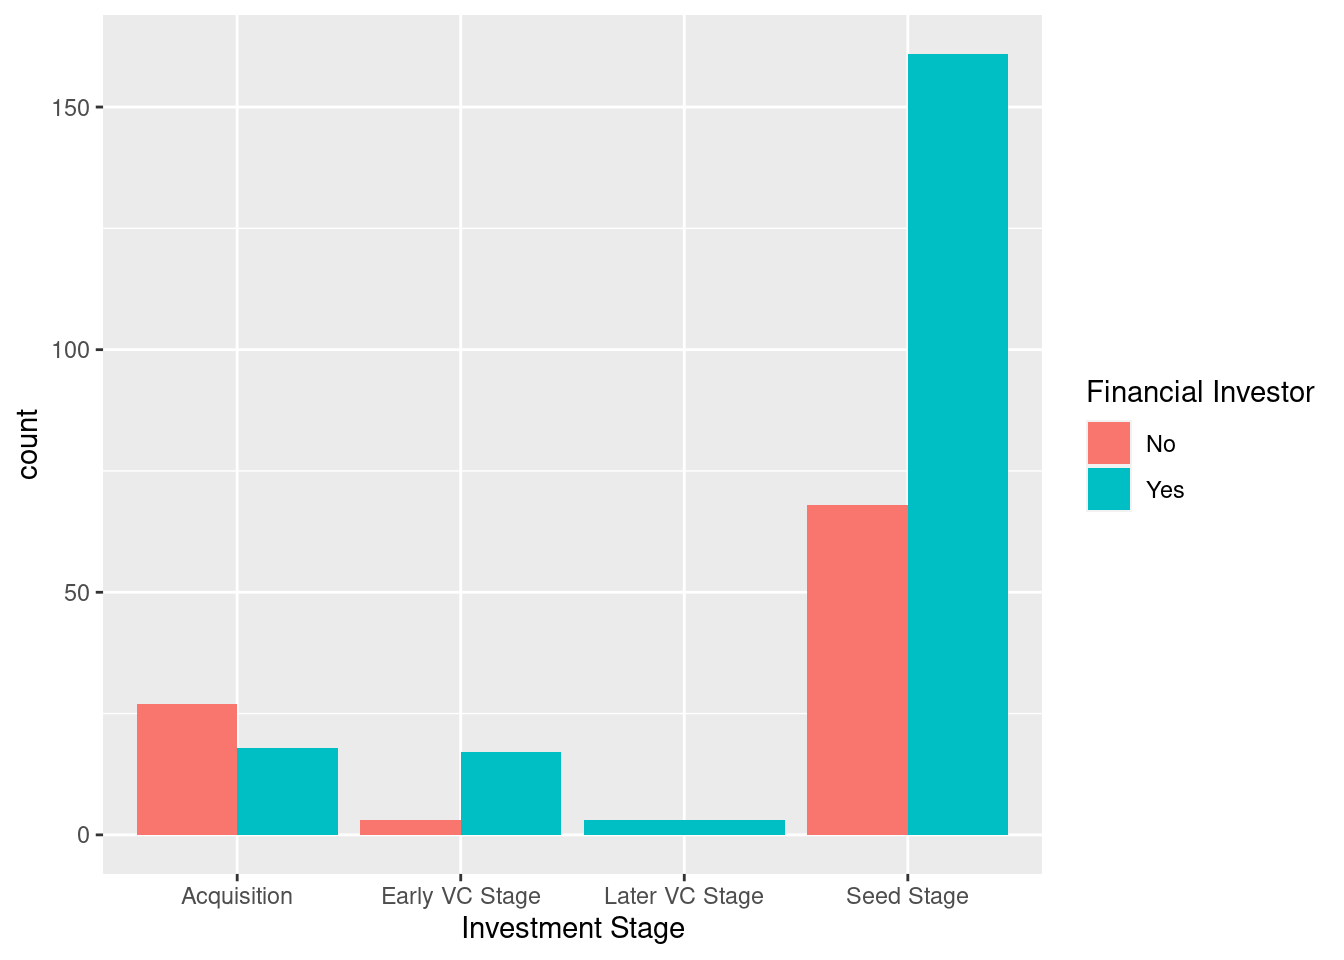 150
100
50
0
count
Acquisition
Early VC Stage
Later VC Stage
Seed Stage
Investment Stage
Financial Investor
No
Yes